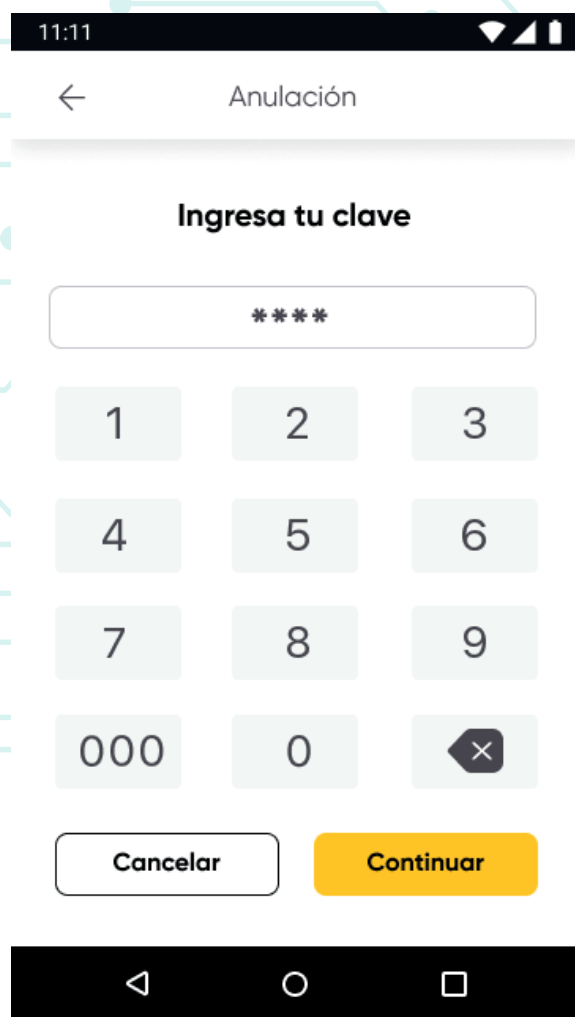 11:11
Anulación
Ingresa tu clave
****
1 2 3
4 5 6
7 8 9
000 0
Cancelar Continuar